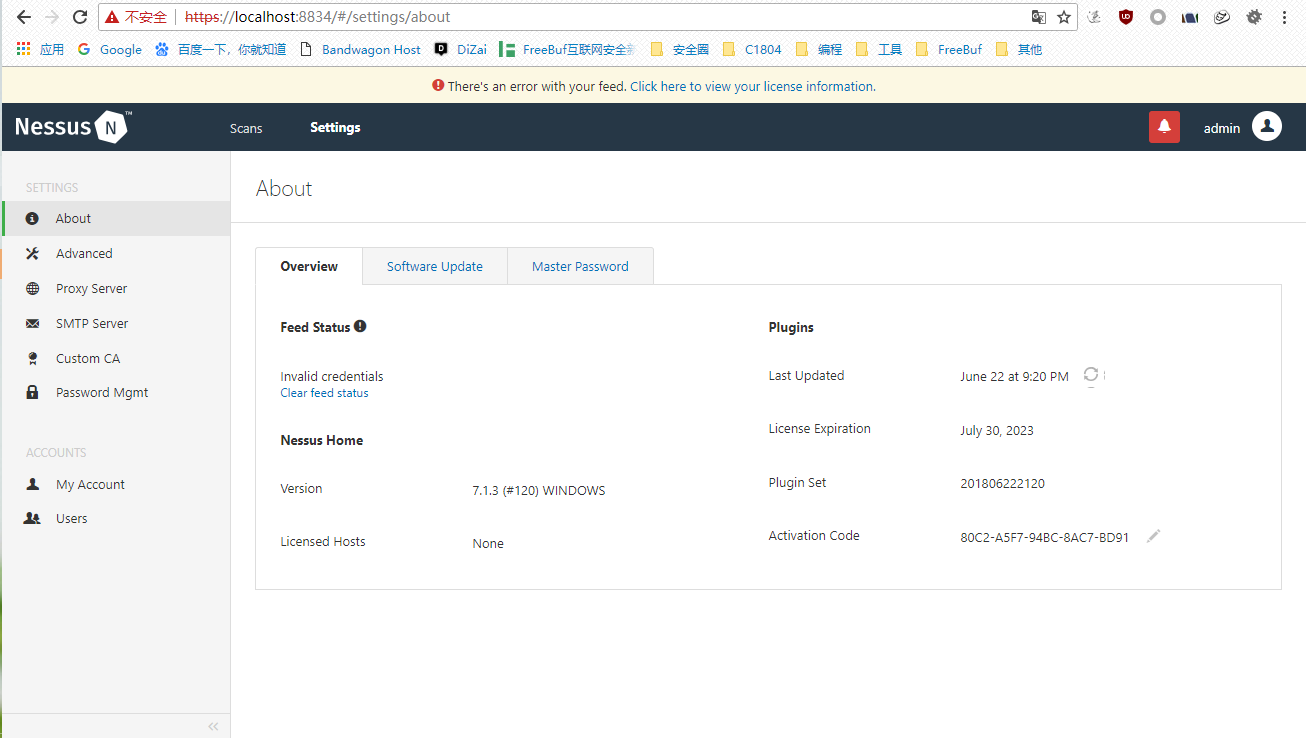 不安全 https://localhost:8834/#/settings/about
应用 Google 百度一下，你就知道 Bandwagon Host DiZai FreeBuf互联网安全 安全圈 C1804 编程 工具 FreeBuf 其他
There's an error with your feed. Click here to view your license information.
Nessus N ™ Scans Settings admin
SETTINGS
About
Advanced
Proxy Server
SMTP Server
Custom CA
Password Mgmt
ACCOUNTS
My Account
Users
About
Overview Software Update Master Password
Feed Status
Invalid credentials
Clear feed status
Nessus Home
Version 7.1.3 (#120) WINDOWS
Licensed Hosts None
Plugins
Last Updated June 22 at 9:20 PM
License Expiration July 30, 2023
Plugin Set 201806222120
Activation Code 80C2-A5F7-94BC-8AC7-BD91